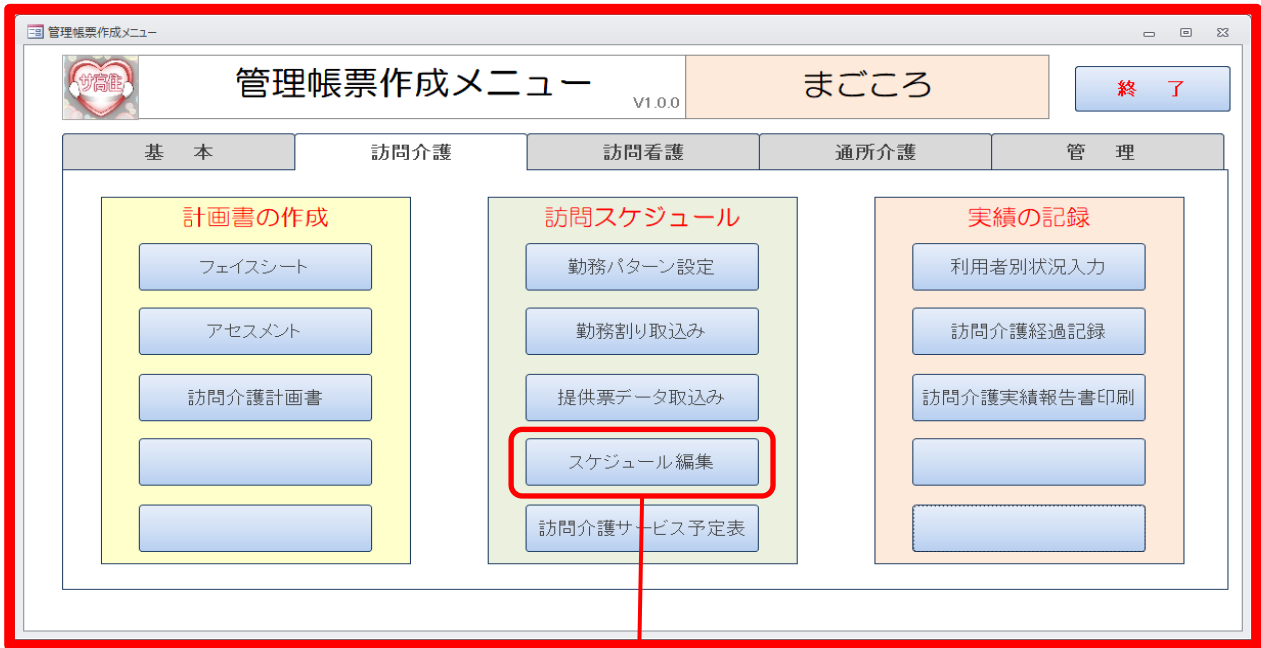 管理帳票作成メニュー
サ高住
管理帳票作成メニュー
V1.0.0
まごころ
終 了
基 本
訪問介護
訪問看護
通所介護
管 理
計画書の作成
フェイスシート
アセスメント
訪問介護計画書
訪問スケジュール
勤務パターン設定
勤務割り取込み
提供票データ取込み
スケジュール編集
訪問介護サービス予定表
実績の記録
利用者別状況入力
訪問介護経過記録
訪問介護実績報告書印刷